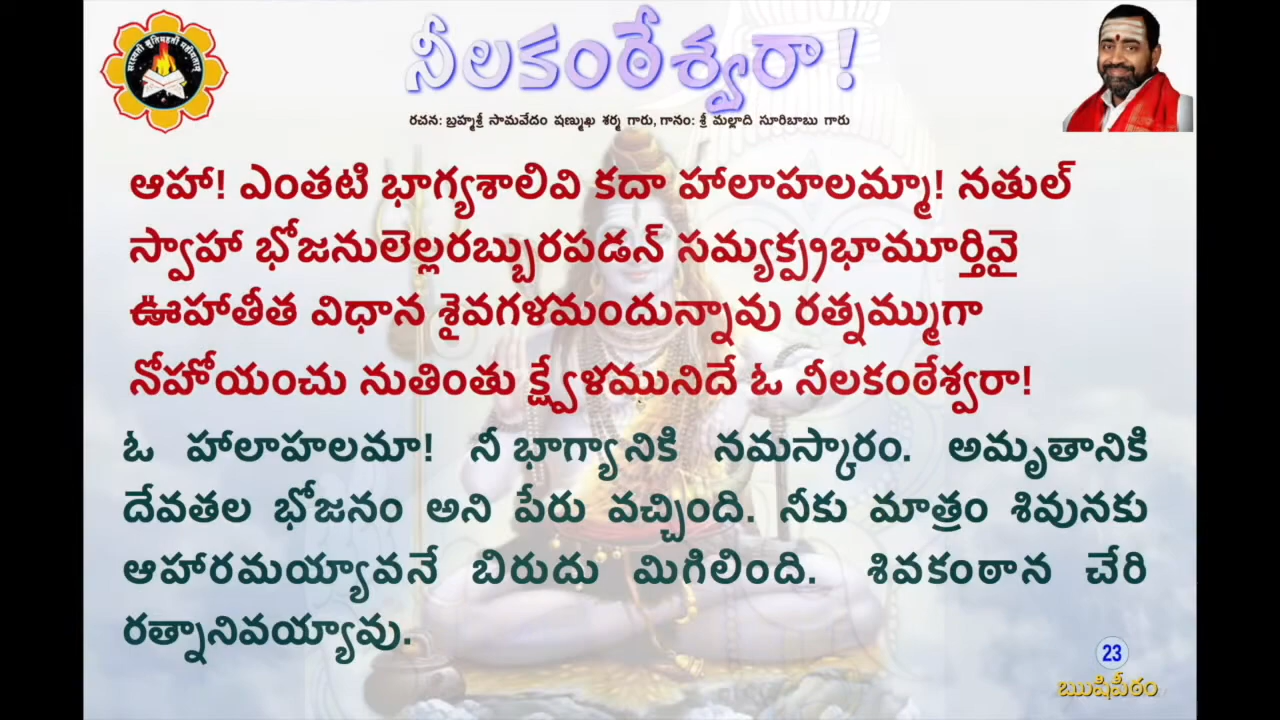 నీలకంఠేశ్వరా!
రచన: బ్రహ్మశ్రీ సామవేదం షణ్ముఖ శర్మ గారు, గానం: శ్రీ మల్లాది సూరిబాబు గారు
ఆహా! ఎంతటి భాగ్యశాలివి కదా హాలాహలమ్మా! నతుల్
స్వాహా భోజనులెల్లరబ్బురపడన్ సమ్యక్ప్రభామూర్తివై
ఊహాతీత విధాన శైవగళమందున్నావు రత్నమ్ముగా
నోహోయంచు నుతింతు క్ష్వేళమునిదే ఓ నీలకంఠేశ్వరా!
ఓ హాలాహలమా! నీ భాగ్యానికి నమస్కారం. అమృతానికి
దేవతల భోజనం అని పేరు వచ్చింది. నీకు మాత్రం శివునకు
ఆహారమయ్యావనే బిరుదు మిగిలింది. శివకంఠాన చేరి
రత్నానివయ్యావు.
23
ఋషిపీఠం